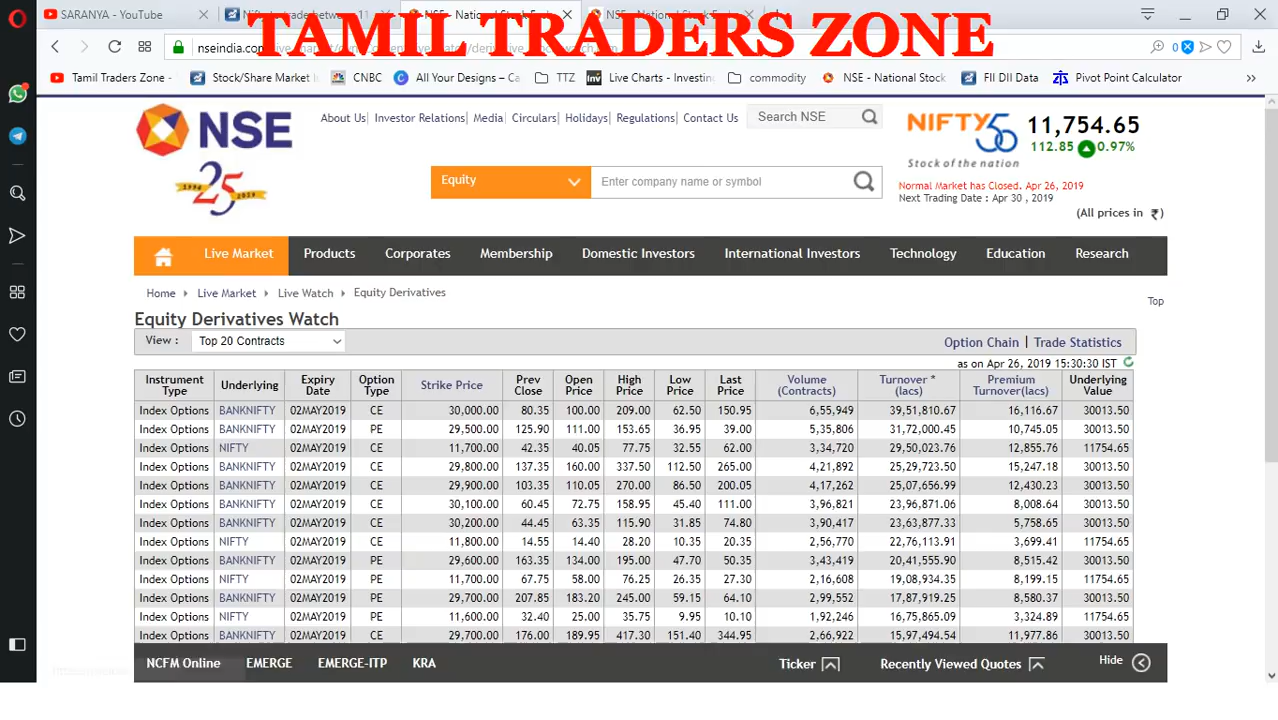 SARANYA - YouTube
TAMIL TRADERS ZONE
nseindia.com
Tamil Traders Zone - Stock/Share Market CNBC All Your Designes – Ca TTZ Inv Live Charts - Investin commodity NSE - National Stock FII DII Data Pivot Point Calculator »
NSE
25
About Us| Investor Relations| Media| Circulars| Holidays| Regulations| Contact Us
Search NSE
Equity Enter company name or symbol
NIFTY 50
Stock of the nation
11,754.65
112.85 0.97%
Normal Market has Closed. Apr 26, 2019
Next Trading Date : Apr 30 , 2019
(All prices in ₹)
Live Market Products Corporates Membership Domestic Investors International Investors Technology Education Research
Home Live Market Live Watch Equity Derivatives
Top
Equity Derivatives Watch
View : Top 20 Contracts Option Chain | Trade Statistics
as on Apr 26, 2019 15:30:30 IST
Instrument Type Underlying Expiry Date Option Type Strike Price Prev Close Open Price High Price Low Price Last Price Volume (Contracts) Turnover * (lacs) Premium Turnover(lacs) Underlying Value
Index Options BANKNIFTY 02MAY2019 CE 30,000.00 80.35 100.00 209.00 62.50 150.95 6,55,949 39,51,810.67 16,116.67 30013.50
Index Options BANKNIFTY 02MAY2019 PE 29,500.00 125.90 111.00 153.65 36.95 39.00 5,35,806 31,72,000.45 10,745.05 30013.50
Index Options NIFTY 02MAY2019 CE 11,700.00 42.35 40.05 77.75 32.55 62.00 3,34,720 29,50,023.76 12,855.76 11754.65
Index Options BANKNIFTY 02MAY2019 CE 29,800.00 137.35 160.00 337.50 112.50 265.00 4,21,892 25,29,723.50 15,247.18 30013.50
Index Options BANKNIFTY 02MAY2019 CE 29,900.00 103.35 110.05 270.00 86.50 200.05 4,17,262 25,07,656.99 12,430.23 30013.50
Index Options BANKNIFTY 02MAY2019 CE 30,100.00 60.45 72.75 158.95 45.40 111.00 3,96,821 23,96,871.06 8,008.64 30013.50
Index Options BANKNIFTY 02MAY2019 CE 30,200.00 44.45 63.35 115.90 31.85 74.80 3,90,417 23,63,877.33 5,758.65 30013.50
Index Options NIFTY 02MAY2019 CE 11,800.00 14.55 14.40 28.20 10.35 20.35 2,56,770 22,76,113.91 3,699.41 11754.65
Index Options BANKNIFTY 02MAY2019 PE 29,600.00 163.35 134.00 195.00 47.70 50.35 3,43,419 20,41,555.90 8,515.42 30013.50
Index Options NIFTY 02MAY2019 PE 11,700.00 67.75 58.00 76.25 26.35 27.30 2,16,608 19,08,934.35 8,199.15 11754.65
Index Options BANKNIFTY 02MAY2019 PE 29,700.00 207.85 183.20 245.00 59.15 64.10 2,99,552 17,87,919.25 8,580.37 30013.50
Index Options NIFTY 02MAY2019 PE 11,600.00 32.40 25.00 35.75 9.95 10.10 1,92,246 16,75,865.09 3,324.89 11754.65
Index Options BANKNIFTY 02MAY2019 CE 29,700.00 176.00 189.95 417.30 151.40 344.95 2,66,922 15,97,494.54 11,977.86 30013.50
NCFM Online EMERGE EMERGE-ITP KRA Ticker Recently Viewed Quotes Hide